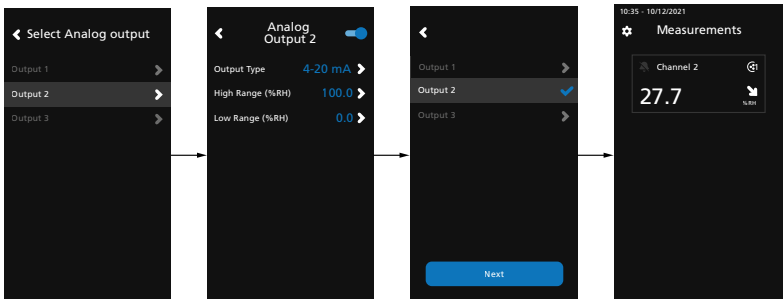 Select Analog output
Output 1
Output 2
Output 3
Analog
Output 2
Output Type 4-20 mA
High Range (%RH) 100.0
Low Range (%RH) 0.0
Output 1
Output 2
Output 3
Next
10:35 - 10/12/2021
Measurements
Channel 2 1
27.7 % RH